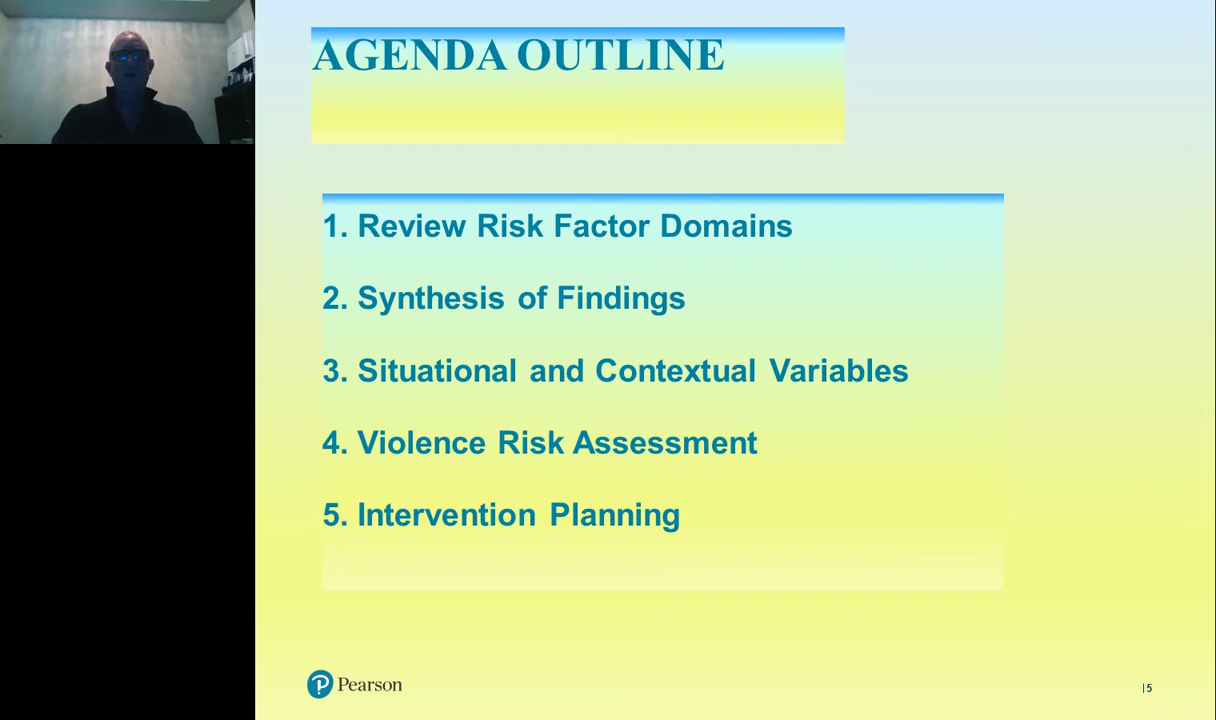 AGENDA OUTLINE
1. Review Risk Factor Domains
2. Synthesis of Findings
3. Situational and Contextual Variables
4. Violence Risk Assessment
5. Intervention Planning
Pearson
|5